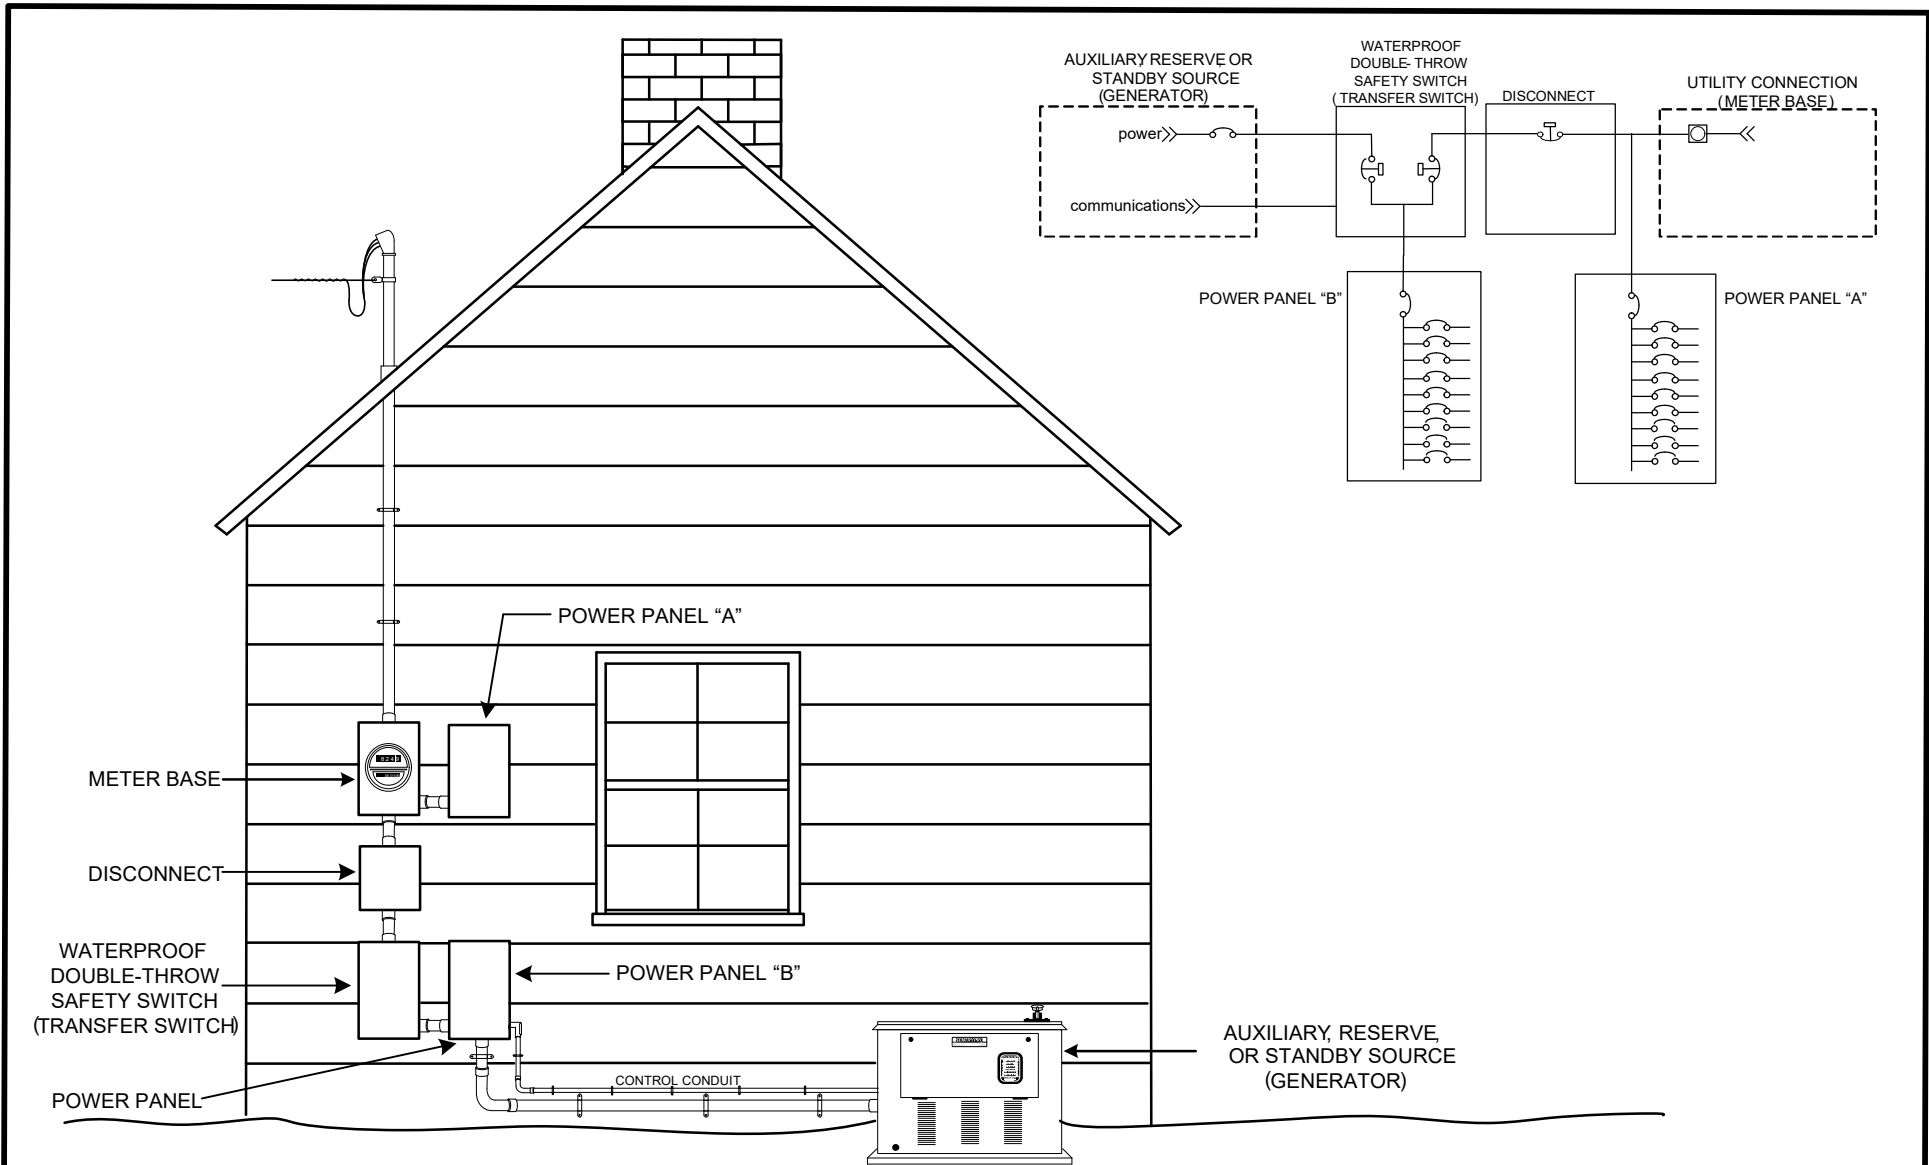 AUXILIARY, RESERVE OR
STANDBY SOURCE
(GENERATOR)
WATERPROOF
DOUBLE- THROW
SAFETY SWITCH
( TRANSFER SWITCH)
DISCONNECT
UTILITY CONNECTION
(METER BASE)
power
communications
POWER PANEL “B”
POWER PANEL “A”
POWER PANEL “A”
METER BASE
DISCONNECT
WATERPROOF
DOUBLE-THROW
SAFETY SWITCH
(TRANSFER SWITCH)
POWER PANEL “B”
AUXILIARY, RESERVE,
OR STANDBY SOURCE
(GENERATOR)
CONTROL CONDUIT
POWER PANEL